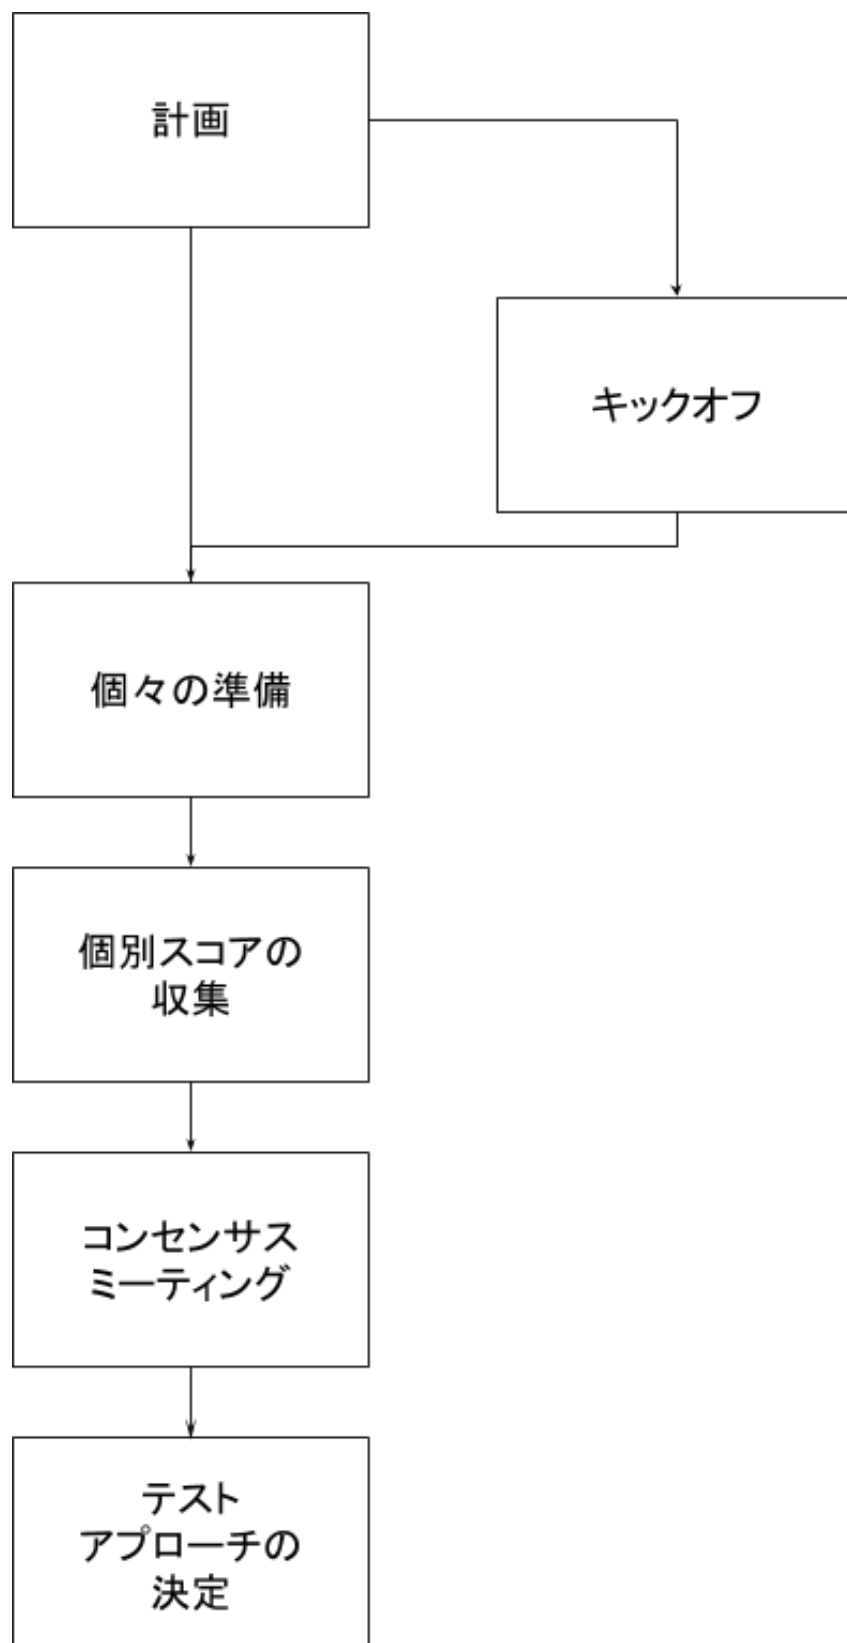 計画
キックオフ
個々の準備
個別スコアの
収集
コンセンサス
ミーティング
テスト
アプローチの
決定